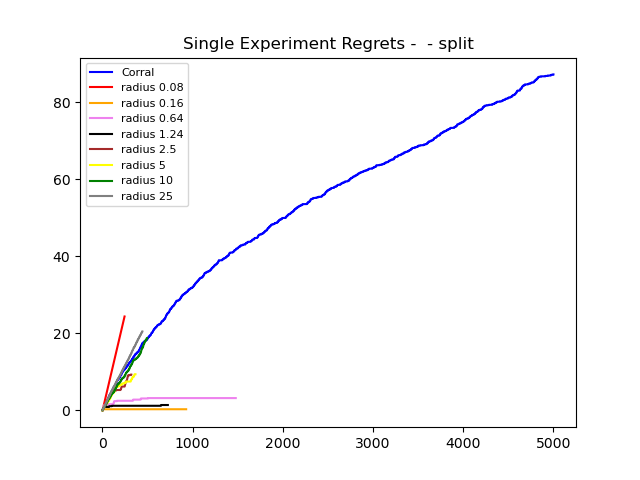 Single Experiment Regrets -  - split
Corral
radius 0.08
radius 0.16
radius 0.64
radius 1.24
radius 2.5
radius 5
radius 10
radius 25
80
60
40
20
0
0 1000 2000 3000 4000 5000